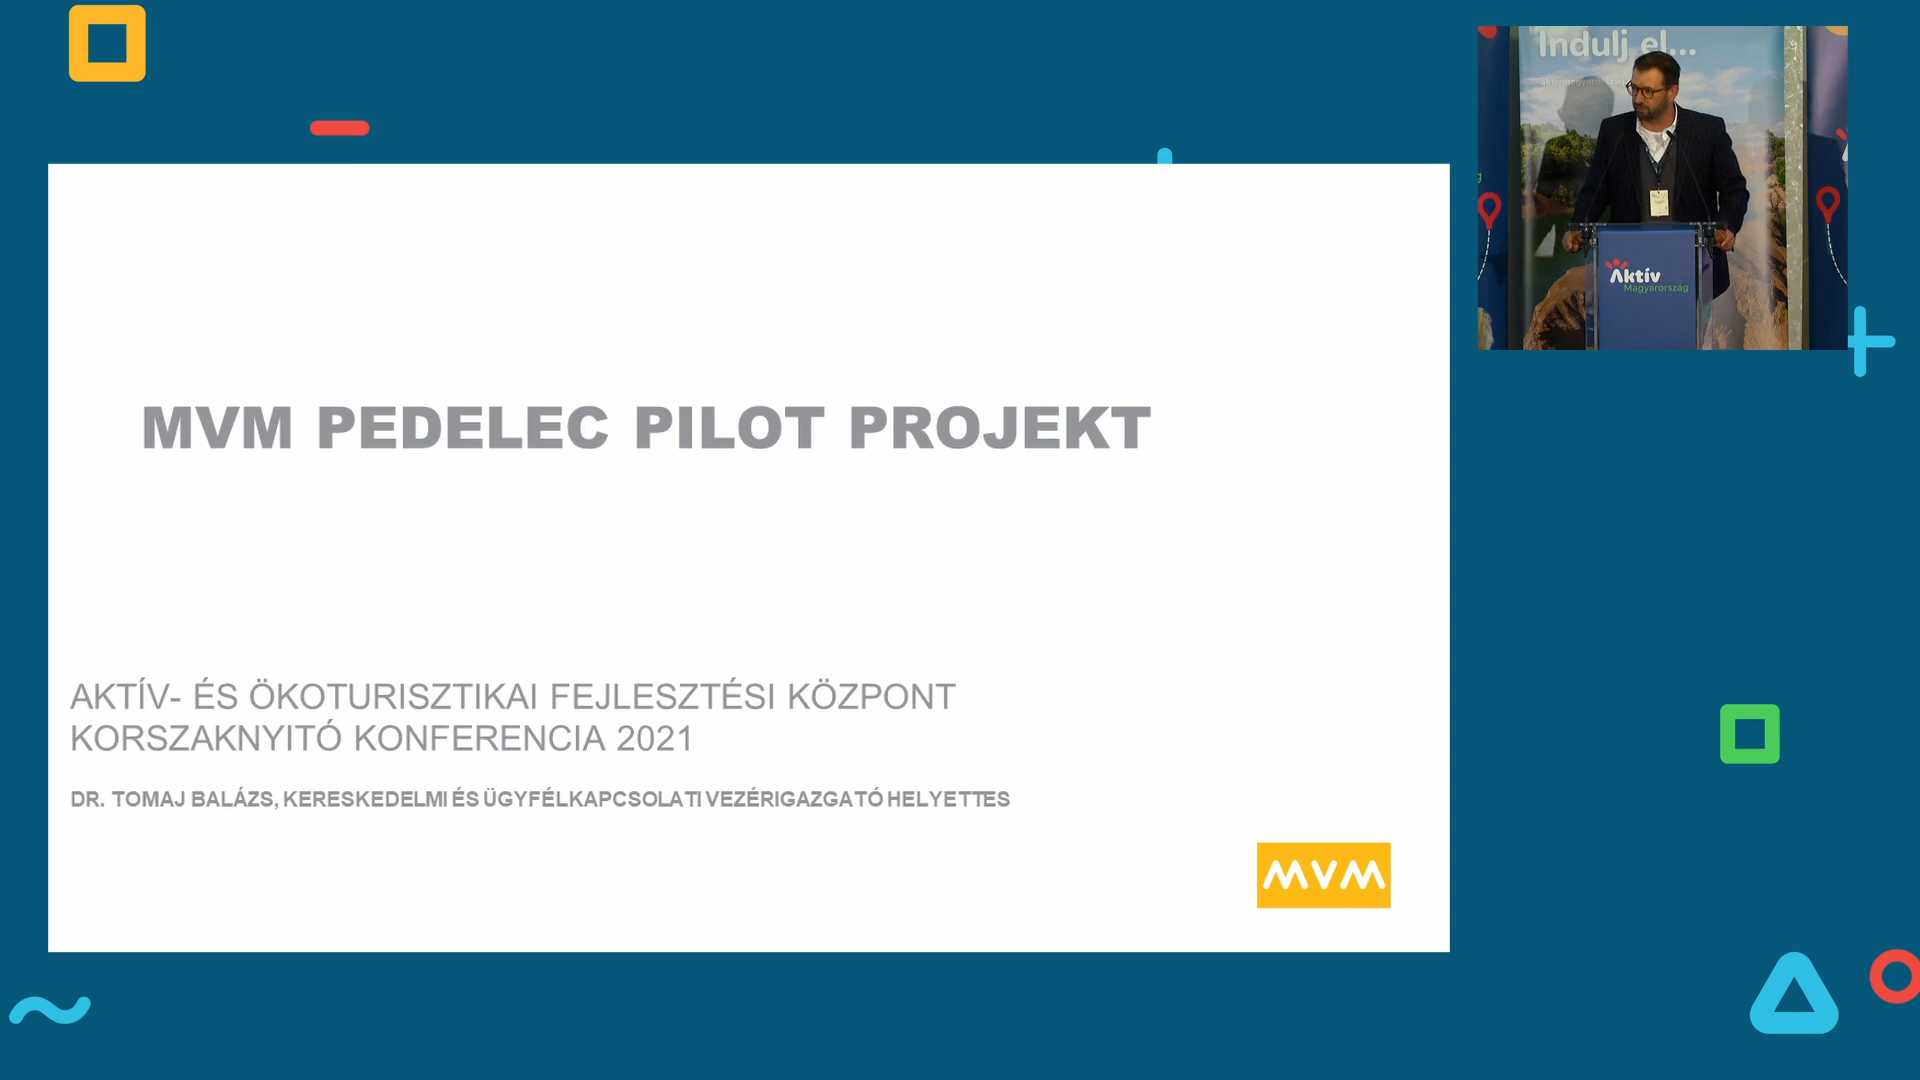 Indulj el...
Aktív
Magyarország
MVM PEDELEC PILOT PROJEKT
AKTÍV- ÉS ÖKOTURISZTIKAI FEJLESZTÉSI KÖZPONT
KORSZAKNYITÓ KONFERENCIA 2021
DR. TOMAJ BALÁZS, KERESKEDELMI ÉS ÜGYFÉLKAPCSOLATI VEZÉRIGAZGATÓ HELYETTES
MVM